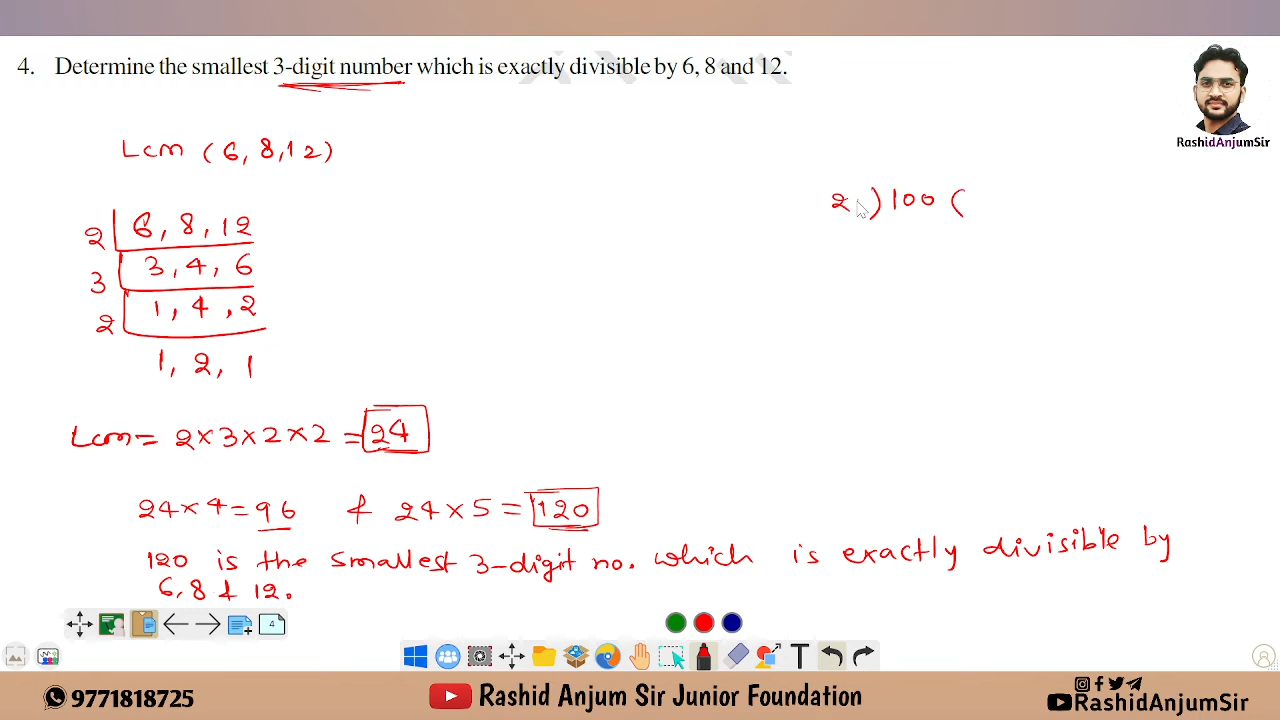 4. Determine the smallest 3-digit number which is exactly divisible by 6, 8 and 12.
RashidAnjumSir
Lcm (6, 8, 12)
2 ) 100 (
2 | 6, 8, 12
3 | 3, 4, 6
2 | 1, 4, 2
1, 2, 1
Lcm = 2×3×2×2 = 24
24×4 = 96 & 24×5 = 120
120 is the smallest 3-digit no. which is exactly divisible by
6, 8 & 12.
4
T
9771818725
Rashid Anjum Sir Junior Foundation
RashidAnjumSir